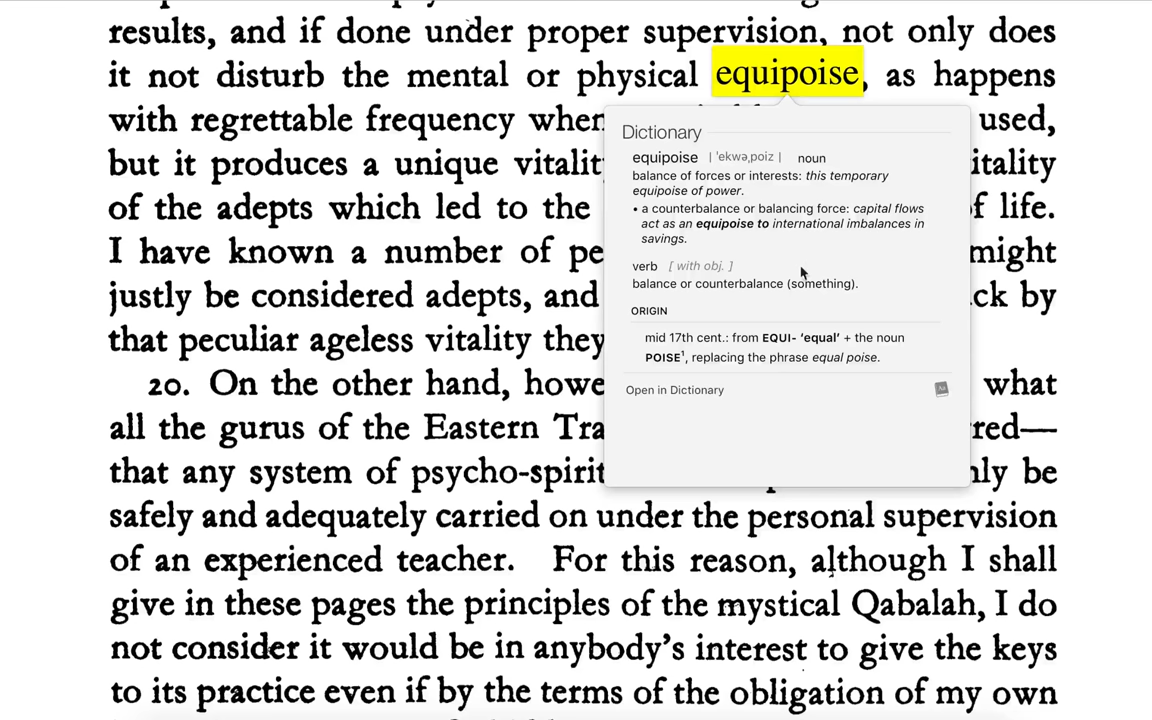 results, and if done under proper supervision, not only does
it not disturb the mental or physical equipoise, as happens
with regrettable frequency when used,
but it produces a unique vitality
of the adepts which led to the of life.
I have known a number of pe might
justly be considered adepts, and ck by
that peculiar ageless vitality they
20. On the other hand, howe what
all the gurus of the Eastern Tra red—
that any system of psycho-spirit nly be
safely and adequately carried on under the personal supervision
of an experienced teacher. For this reason, although I shall
give in these pages the principles of the mystical Qabalah, I do
not consider it would be in anybody's interest to give the keys
to its practice even if by the terms of the obligation of my own
Dictionary
equipoise | ˈekwəˌpoiz | noun
balance of forces or interests: this temporary
equipoise of power.
• a counterbalance or balancing force: capital flows
act as an equipoise to international imbalances in
savings.
verb [ with obj. ]
balance or counterbalance (something).
ORIGIN
mid 17th cent.: from EQUI- ‘equal’ + the noun
POISE¹, replacing the phrase equal poise.
Open in Dictionary